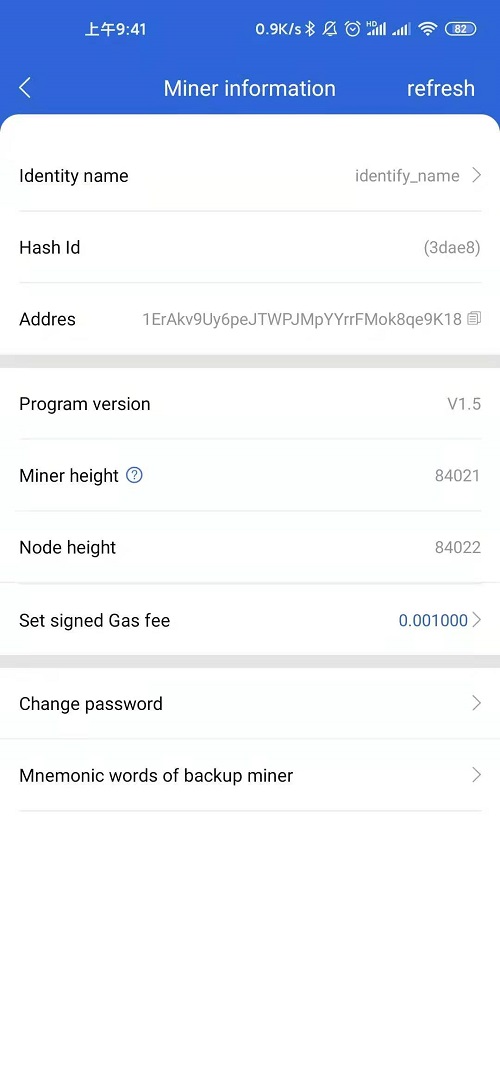 上午9:41 0.9K/s HD 82
Miner information refresh
Identity name identify_name
Hash Id (3dae8)
Addres 1ErAkv9Uy6peJTWPJMpYYrrFMok8qe9K18
Program version V1.5
Miner height ? 84021
Node height 84022
Set signed Gas fee 0.001000
Change password
Mnemonic words of backup miner